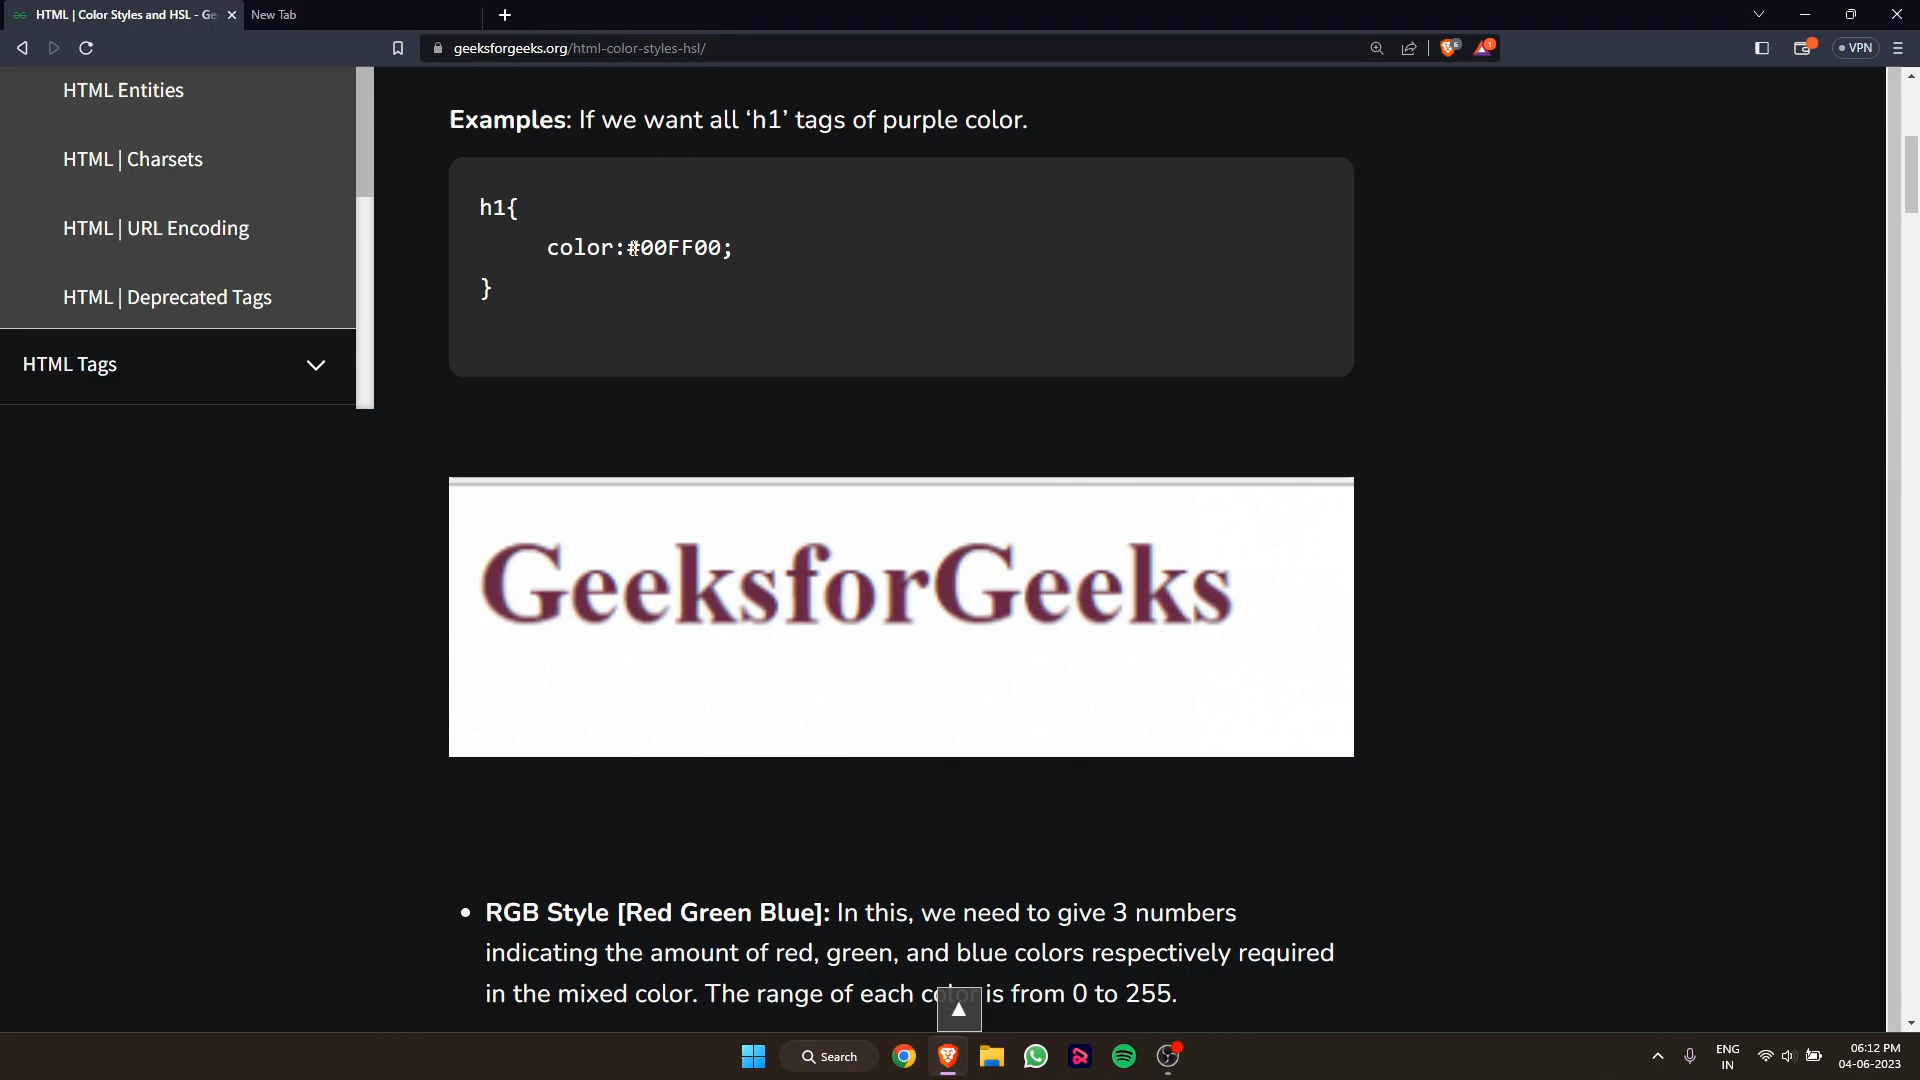 HTML | Color Styles and HSL - Ge
New Tab
geeksforgeeks.org/html-color-styles-hsl/
6
1
VPN
HTML Entities
HTML | Charsets
HTML | URL Encoding
HTML | Deprecated Tags
HTML Tags
Examples: If we want all ‘h1’ tags of purple color.
h1{
color:#00FF00;
}
GeeksforGeeks
RGB Style [Red Green Blue]: In this, we need to give 3 numbers
indicating the amount of red, green, and blue colors respectively required
in the mixed color. The range of each color is from 0 to 255.
Search
ENG
IN
06:12 PM
04-06-2023